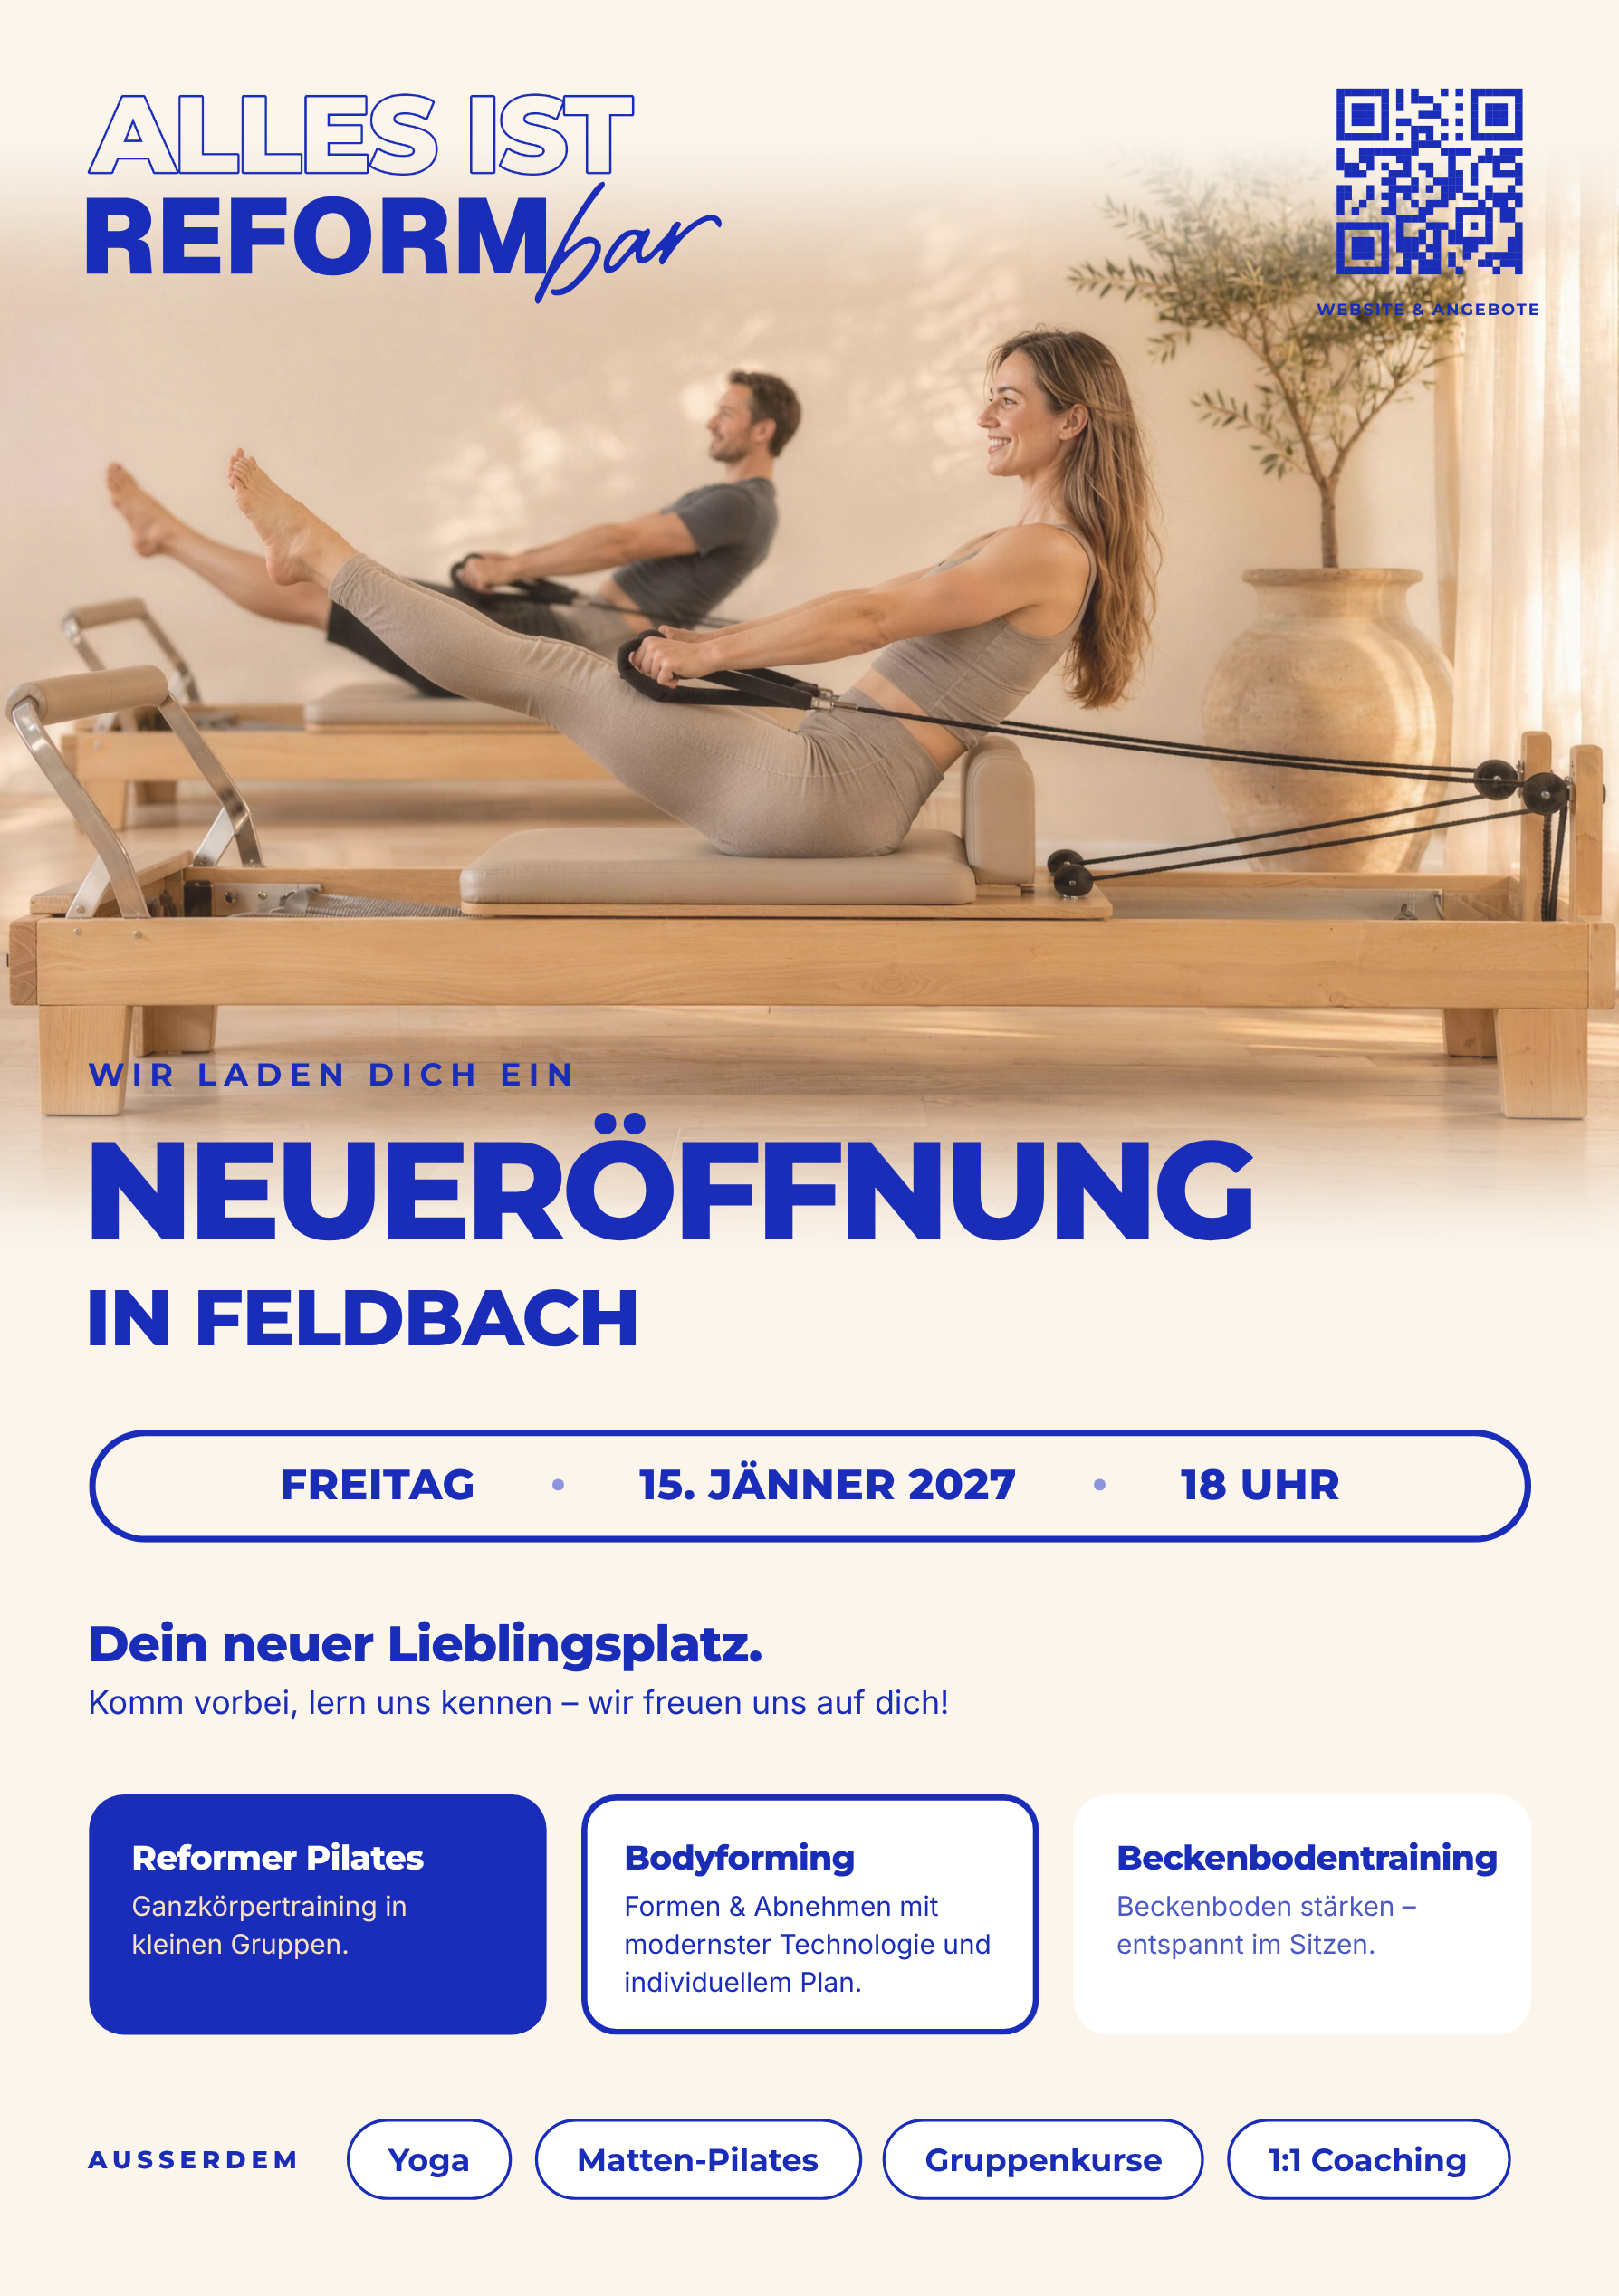 ALLES IST
REFORMbar
WEBSITE & ANGEBOTE
WIR LADEN DICH EIN
NEUERÖFFNUNG
IN FELDBACH
FREITAG • 15. JÄNNER 2027 • 18 UHR
Dein neuer Lieblingsplatz.
Komm vorbei, lern uns kennen – wir freuen uns auf dich!
Reformer Pilates
Ganzkörpertraining in
kleinen Gruppen.
Bodyforming
Formen & Abnehmen mit
modernster Technologie und
individuellem Plan.
Beckenbodentraining
Beckenboden stärken –
entspannt im Sitzen.
AUSSERDEM Yoga Matten-Pilates Gruppenkurse 1:1 Coaching